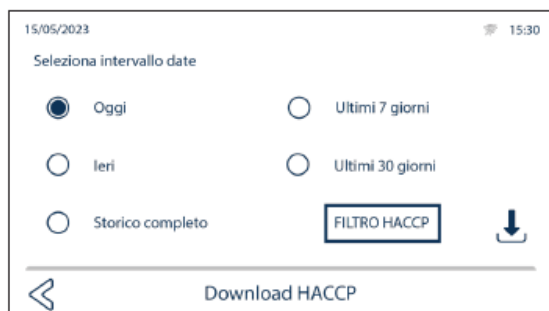 15/05/2023 15:30
Seleziona intervallo date
Oggi Ultimi 7 giorni
Ieri Ultimi 30 giorni
Storico completo FILTRO HACCP
Download HACCP